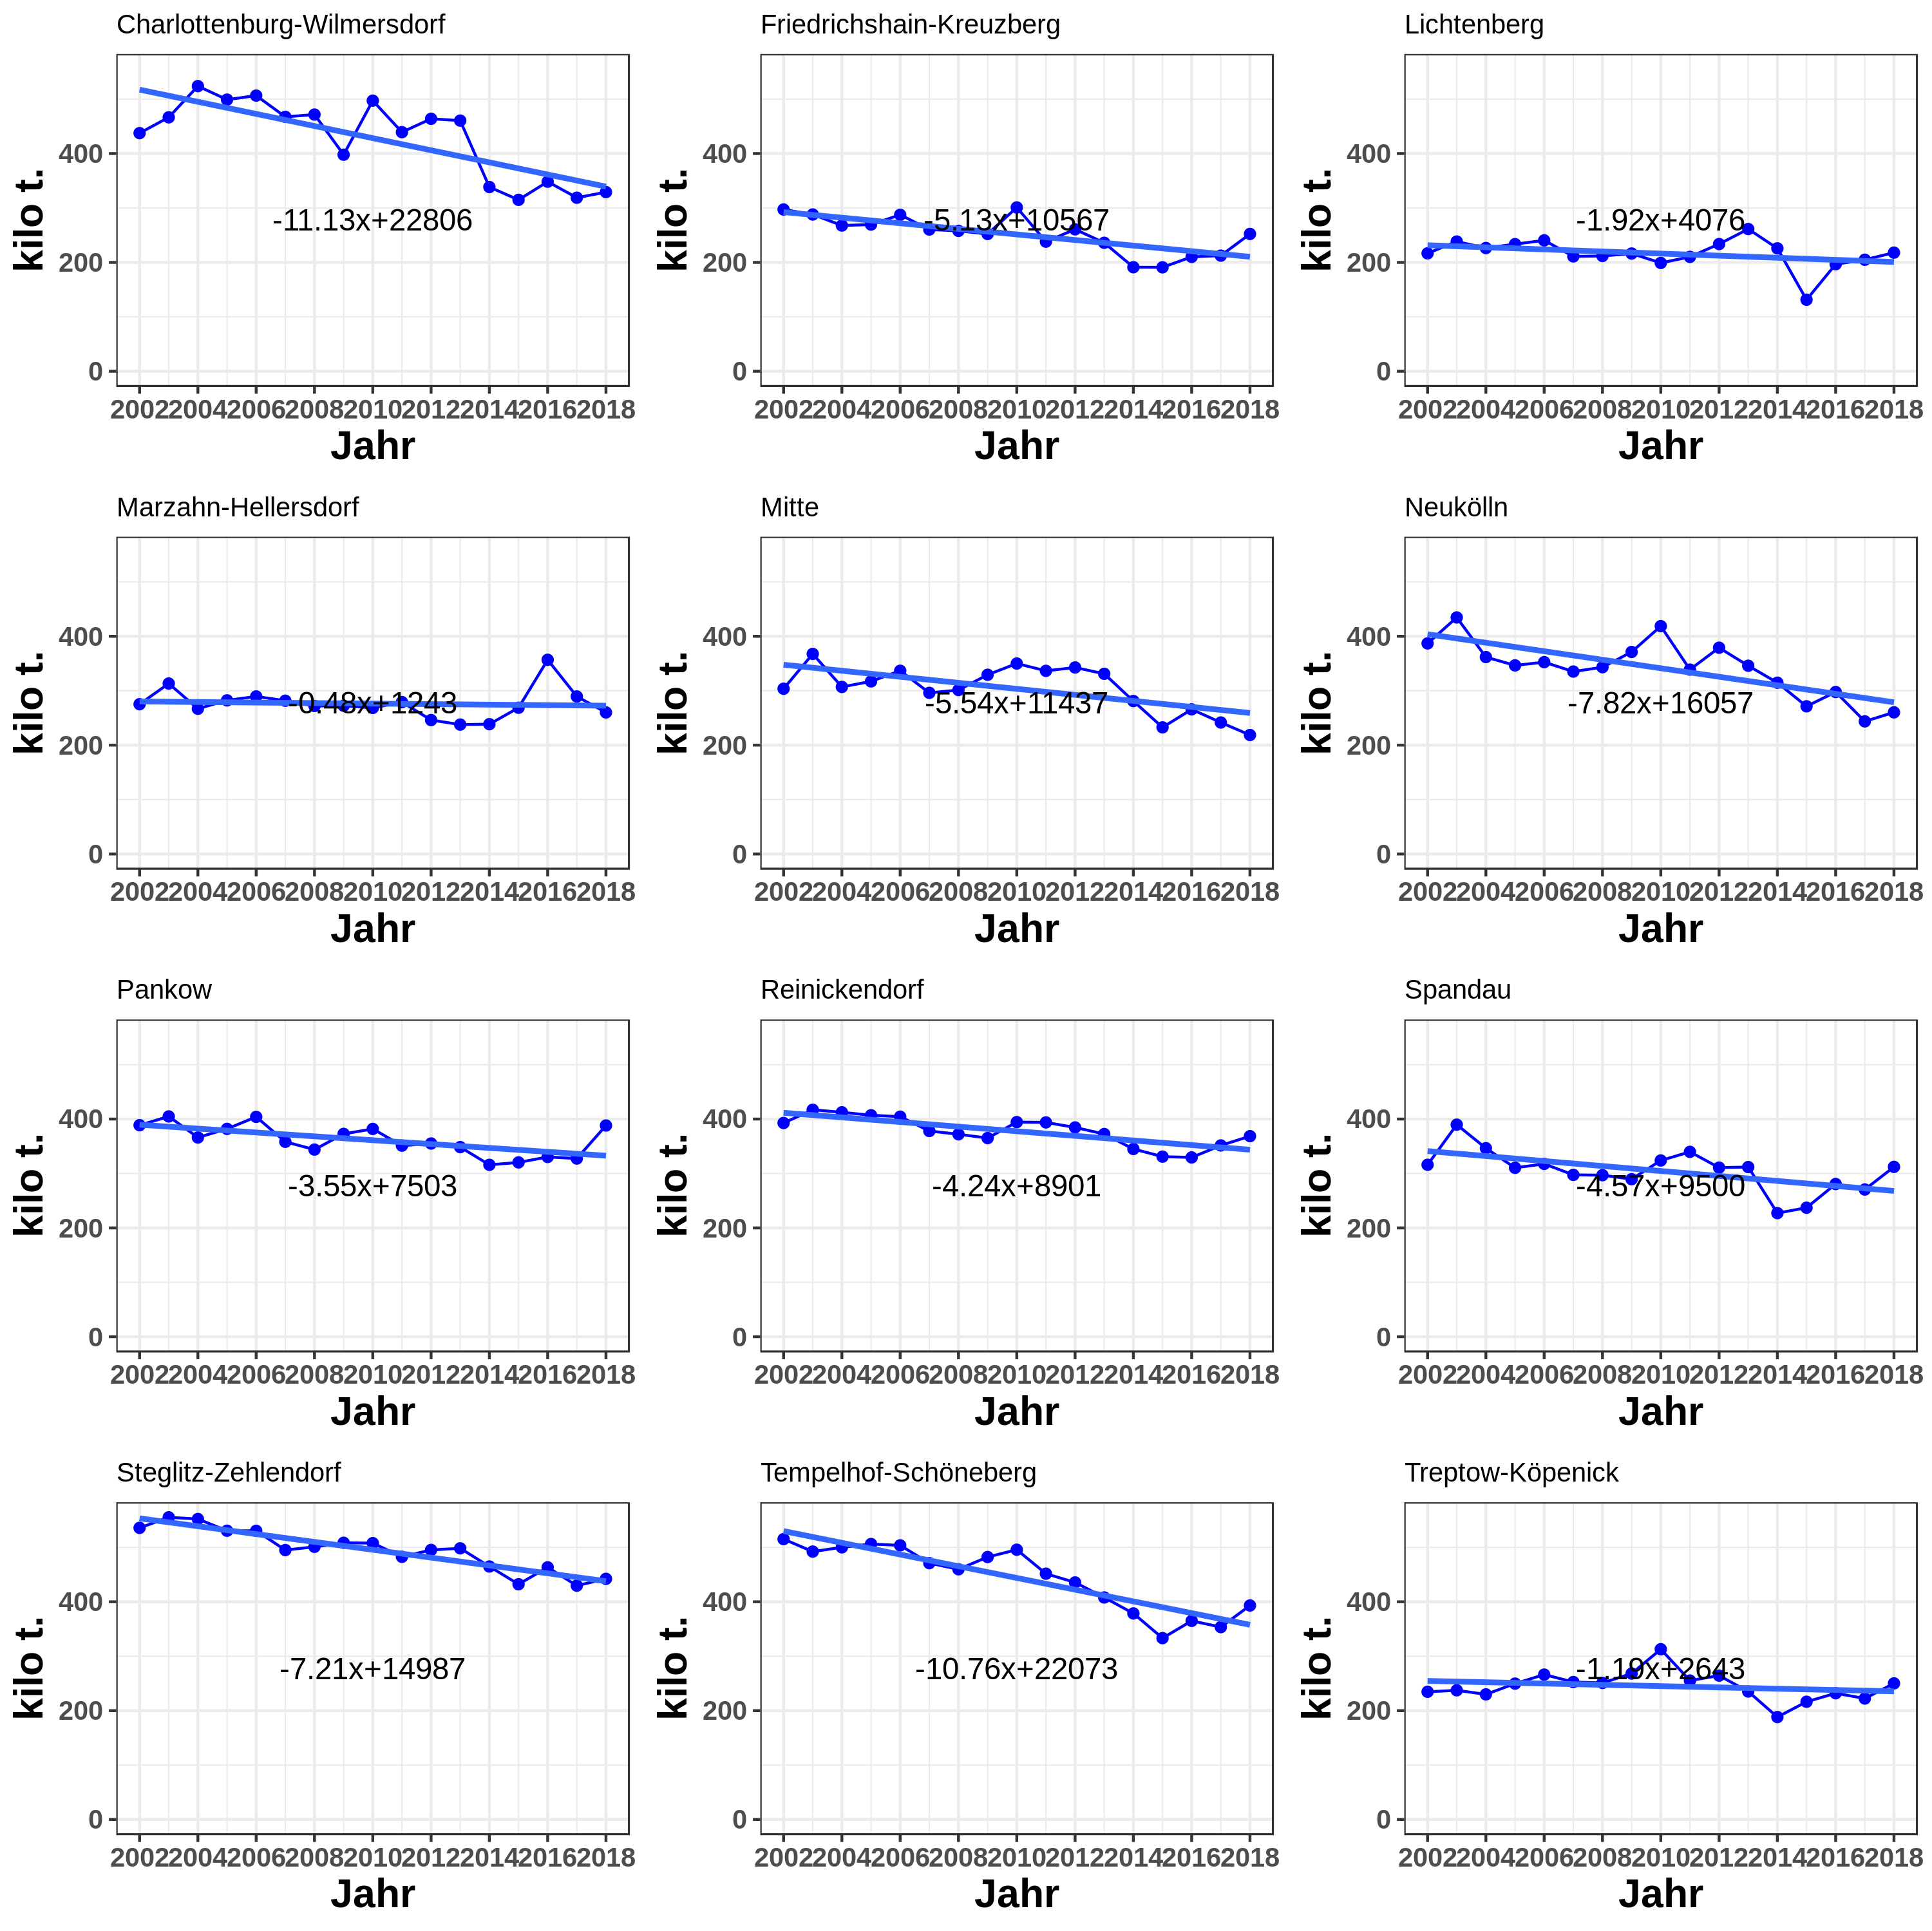 Charlottenburg-Wilmersdorf
kilo t.
400
200
0
-11.13x+22806
2002 2004 2006 2008 2010 2012 2014 2016 2018
Jahr
Friedrichshain-Kreuzberg
kilo t.
400
200
0
-5.13x+10567
2002 2004 2006 2008 2010 2012 2014 2016 2018
Jahr
Lichtenberg
kilo t.
400
200
0
-1.92x+4076
2002 2004 2006 2008 2010 2012 2014 2016 2018
Jahr
Marzahn-Hellersdorf
kilo t.
400
200
0
-0.48x+1243
2002 2004 2006 2008 2010 2012 2014 2016 2018
Jahr
Mitte
kilo t.
400
200
0
-5.54x+11437
2002 2004 2006 2008 2010 2012 2014 2016 2018
Jahr
Neukölln
kilo t.
400
200
0
-7.82x+16057
2002 2004 2006 2008 2010 2012 2014 2016 2018
Jahr
Pankow
kilo t.
400
200
0
-3.55x+7503
2002 2004 2006 2008 2010 2012 2014 2016 2018
Jahr
Reinickendorf
kilo t.
400
200
0
-4.24x+8901
2002 2004 2006 2008 2010 2012 2014 2016 2018
Jahr
Spandau
kilo t.
400
200
0
-4.57x+9500
2002 2004 2006 2008 2010 2012 2014 2016 2018
Jahr
Steglitz-Zehlendorf
kilo t.
400
200
0
-7.21x+14987
2002 2004 2006 2008 2010 2012 2014 2016 2018
Jahr
Tempelhof-Schöneberg
kilo t.
400
200
0
-10.76x+22073
2002 2004 2006 2008 2010 2012 2014 2016 2018
Jahr
Treptow-Köpenick
kilo t.
400
200
0
-1.19x+2643
2002 2004 2006 2008 2010 2012 2014 2016 2018
Jahr